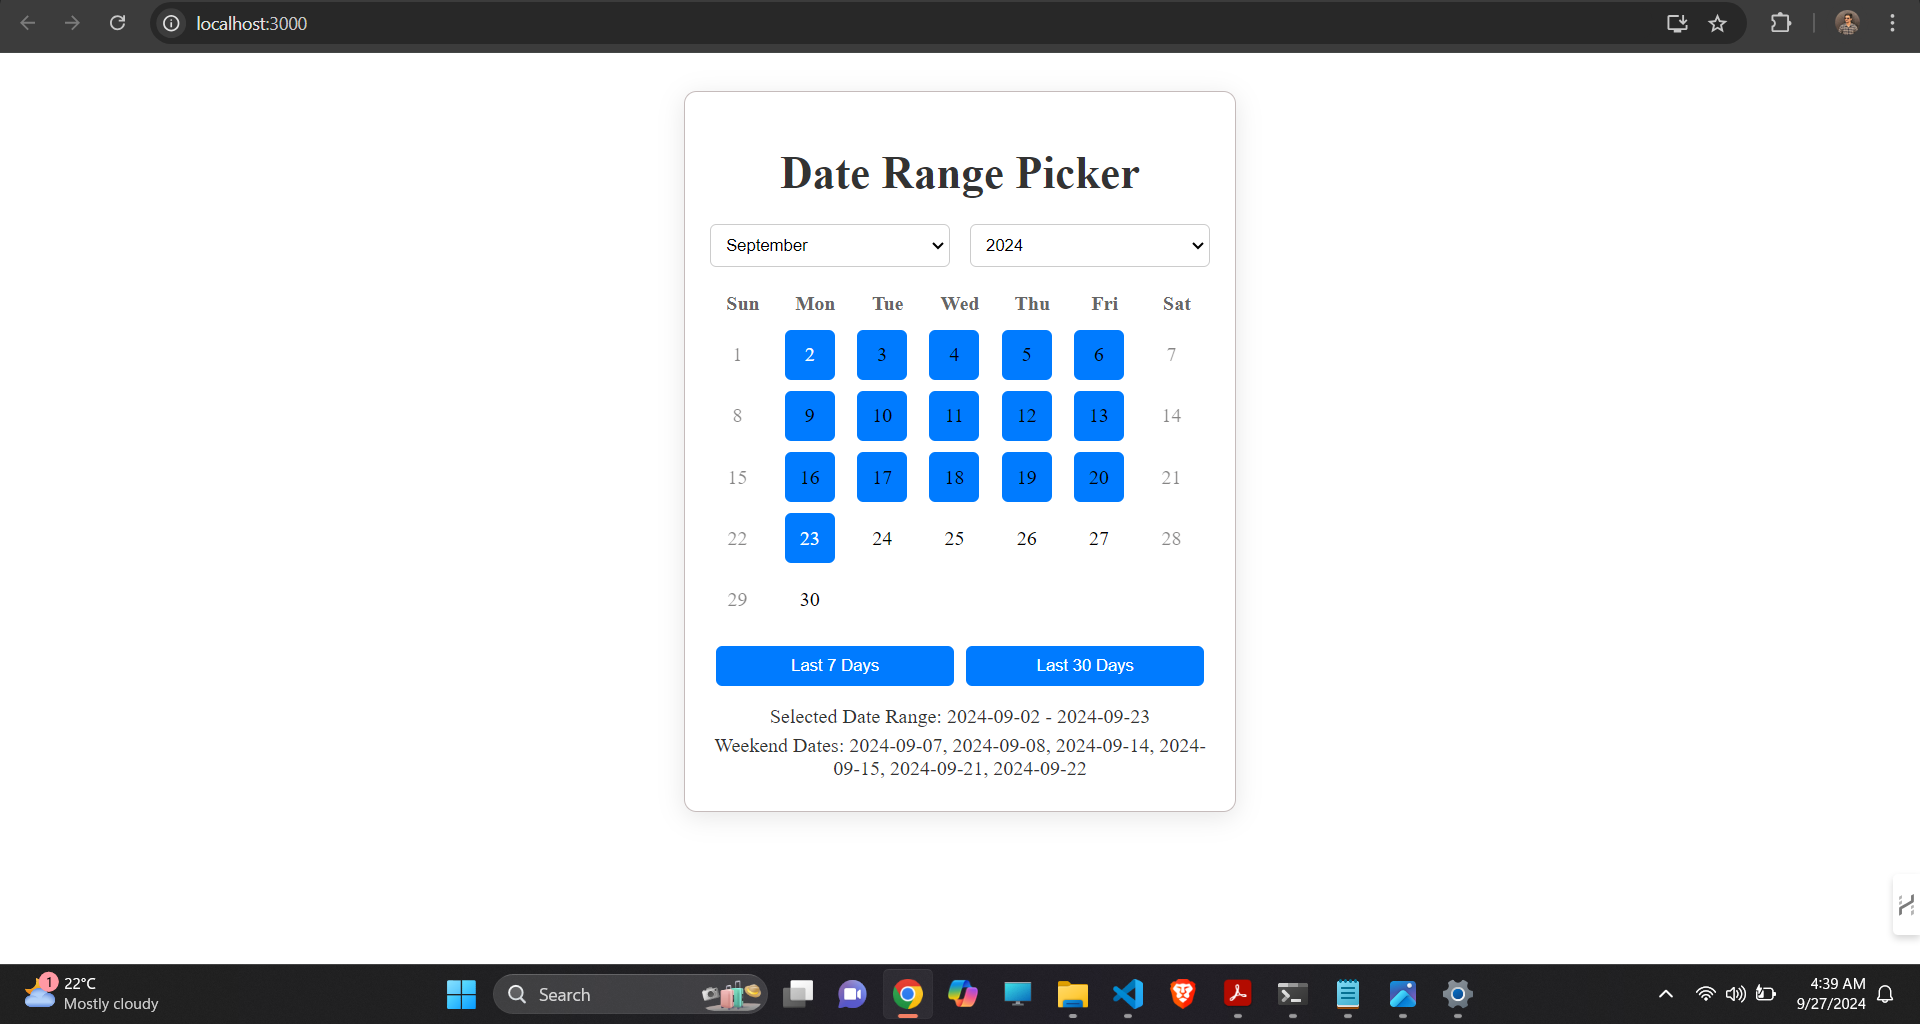 localhost:3000
Date Range Picker
September 2024
Sun Mon Tue Wed Thu Fri Sat
1 2 3 4 5 6 7
8 9 10 11 12 13 14
15 16 17 18 19 20 21
22 23 24 25 26 27 28
29 30
Last 7 Days Last 30 Days
Selected Date Range: 2024-09-02 - 2024-09-23
Weekend Dates: 2024-09-07, 2024-09-08, 2024-09-14, 2024-
09-15, 2024-09-21, 2024-09-22
1
22°C
Mostly cloudy
Search
4:39 AM
9/27/2024